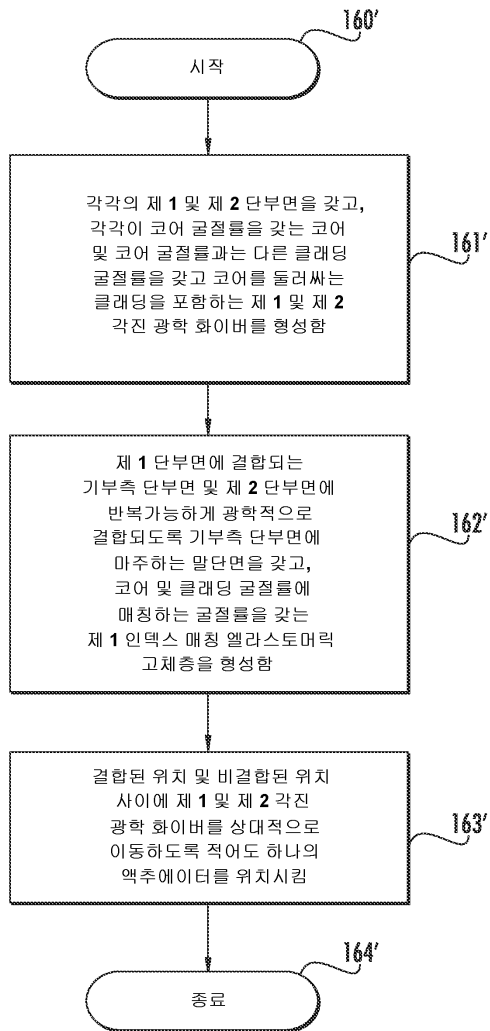 160′
시작
각각의 제 1 및 제 2 단부면을 갖고,
각각이 코어 굴절률을 갖는 코어
및 코어 굴절률과는 다른 클래딩
굴절률을 갖고 코어를 둘러싸는
클래딩을 포함하는 제 1 및 제 2
각진 광학 화이버를 형성함
161′
제 1 단부면에 결합되는
기부측 단부면 및 제 2 단부면에
반복가능하게 광학적으로
결합되도록 기부측 단부면에
마주하는 말단면을 갖고,
코어 및 클래딩 굴절률에
매칭하는 굴절률을 갖는
제 1 인덱스 매칭 엘라스토머릭
고체층을 형성함
162′
결합된 위치 및 비결합된 위치
사이에 제 1 및 제 2 각진
광학 화이버를 상대적으로
이동하도록 적어도 하나의
액추에이터를 위치시킴
163′
종료
164′